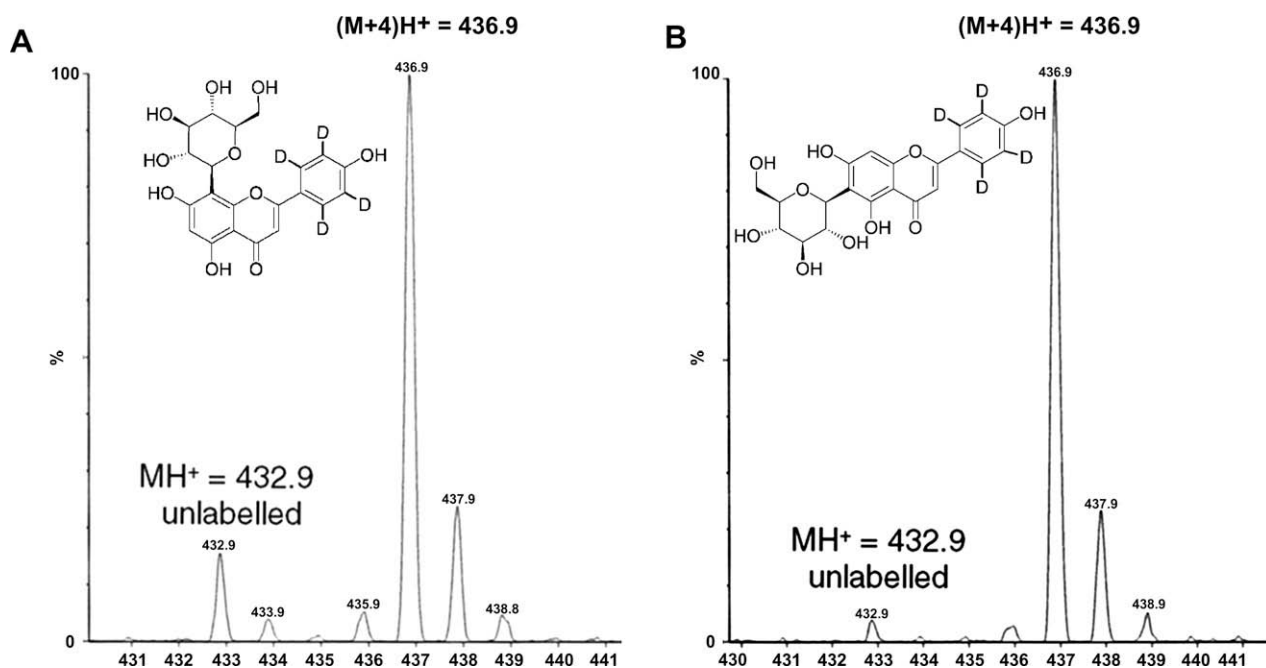 A
(M+4)H+ = 436.9
100
436.9
OH
OH
OH
HO
HO
O
D
D
OH
HO
O
D
D
OH
O
%
MH+ = 432.9
unlabelled
432.9
433.9
435.9
437.9
438.8
0
431 432 433 434 435 436 437 438 439 440 441
B
(M+4)H+ = 436.9
100
436.9
D
D
OH
HO
O
D
D
OH
O
O
OH
HO
OH
OH
%
MH+ = 432.9
unlabelled
432.9
437.9
438.9
0
430 431 432 433 434 435 436 437 438 439 440 441